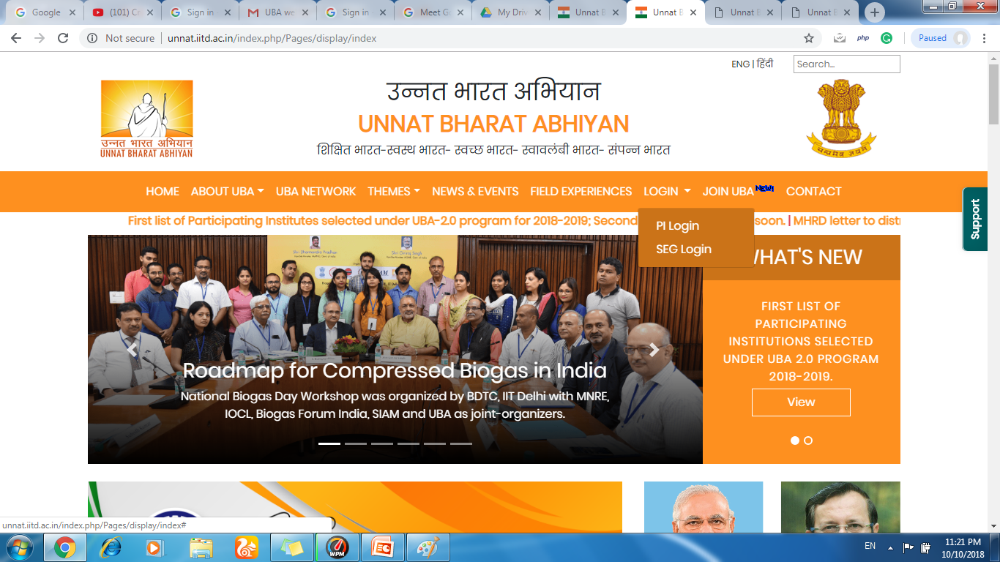 Google
(101) Cr
Sign in
UBA we
Sign in
Meet G
My Driv
Unnat B
Unnat B
Unnat B
Unnat B
Not secure | unnat.iitd.ac.in/index.php/Pages/display/index
php
Paused
ENG | हिंदी
Search...
उन्नत भारत अभियान
UNNAT BHARAT ABHIYAN
उन्नत भारत अभियान
UNNAT BHARAT ABHIYAN
शिक्षित भारत-स्वस्थ भारत- स्वच्छ भारत- स्वावलंबी भारत- संपन्न भारत
सत्यमेव जयते
HOME ABOUT UBA UBA NETWORK THEMES NEWS & EVENTS FIELD EXPERIENCES LOGIN JOIN UBA NEW! CONTACT
Support
First list of Participating Institutes selected under UBA-2.0 program for 2018-2019; Second soon. | MHRD letter to distr
PI Login
SEG Login
WHAT'S NEW
Shri Dharmendra Pradhan
Shri Giriraj Singh
FIRST LIST OF
PARTICIPATING
INSTITUTIONS SELECTED
UNDER UBA 2.0 PROGRAM
2018-2019.
View
Roadmap for Compressed Biogas in India
National Biogas Day Workshop was organized by BDTC, IIT Delhi with MNRE,
IOCL, Biogas Forum India, SIAM and UBA as joint-organizers.
unnat.iitd.ac.in/index.php/Pages/display/index#
WPM
EN
11:21 PM
10/10/2018